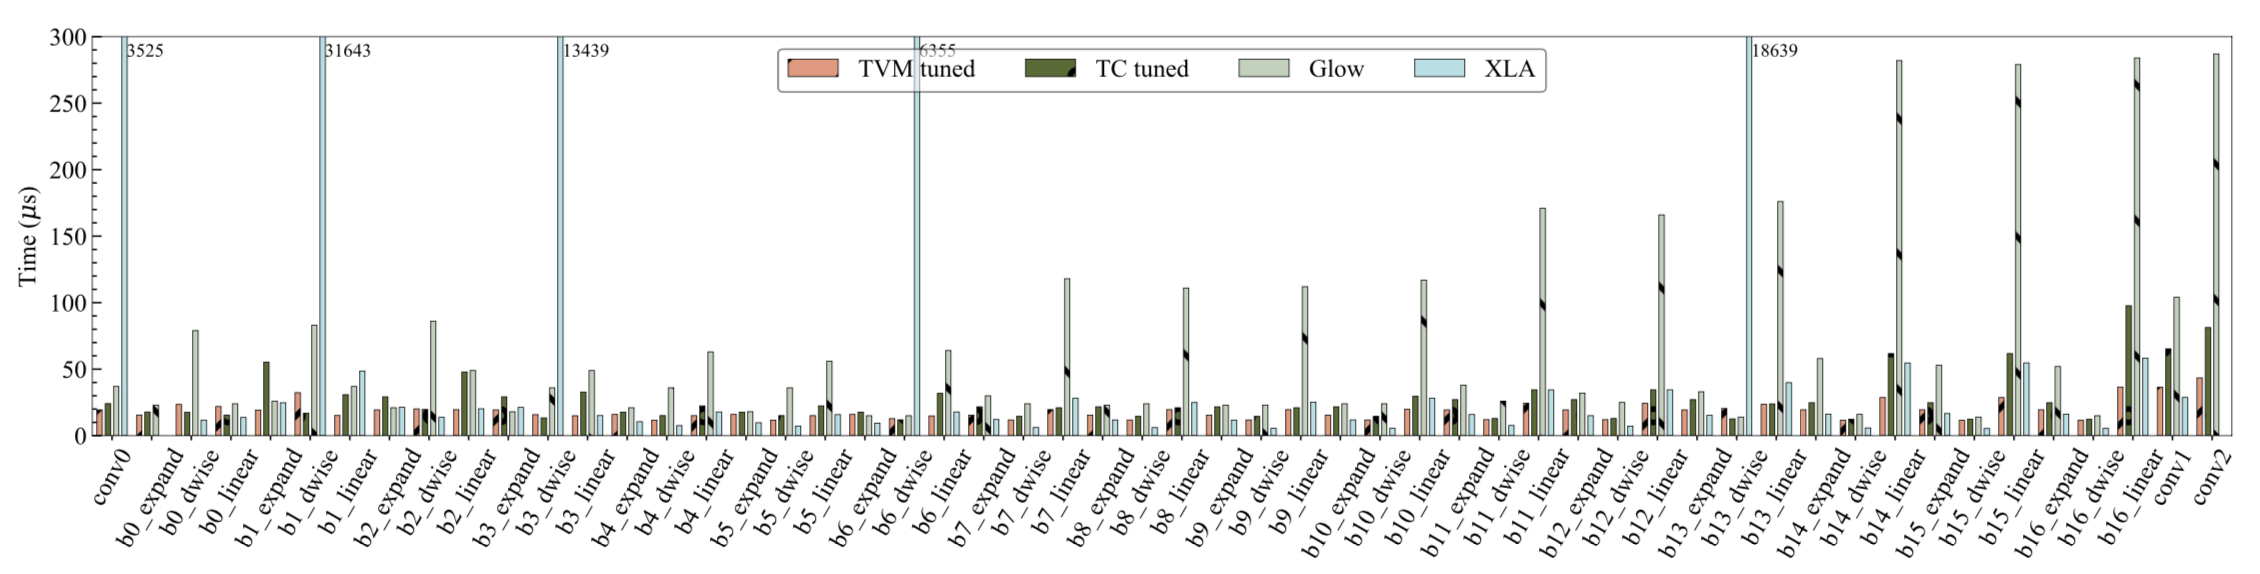 3525 31643 13439 6355 18639
TVM tuned TC tuned Glow XLA
Time (μs)
300
250
200
150
100
50
0
conv0 b0_expand b0_dwise b0_linear b1_expand b1_dwise b1_linear b2_expand b2_dwise b2_linear b3_expand b3_dwise b3_linear b4_expand b4_dwise b4_linear b5_expand b5_dwise b5_linear b6_expand b6_dwise b6_linear b7_expand b7_dwise b7_linear b8_expand b8_dwise b8_linear b9_expand b9_dwise b9_linear b10_expand b10_dwise b10_linear b11_expand b11_dwise b11_linear b12_expand b12_dwise b12_linear b13_expand b13_dwise b13_linear b14_expand b14_dwise b14_linear b15_expand b15_dwise b15_linear b16_expand b16_dwise b16_linear conv1 conv2